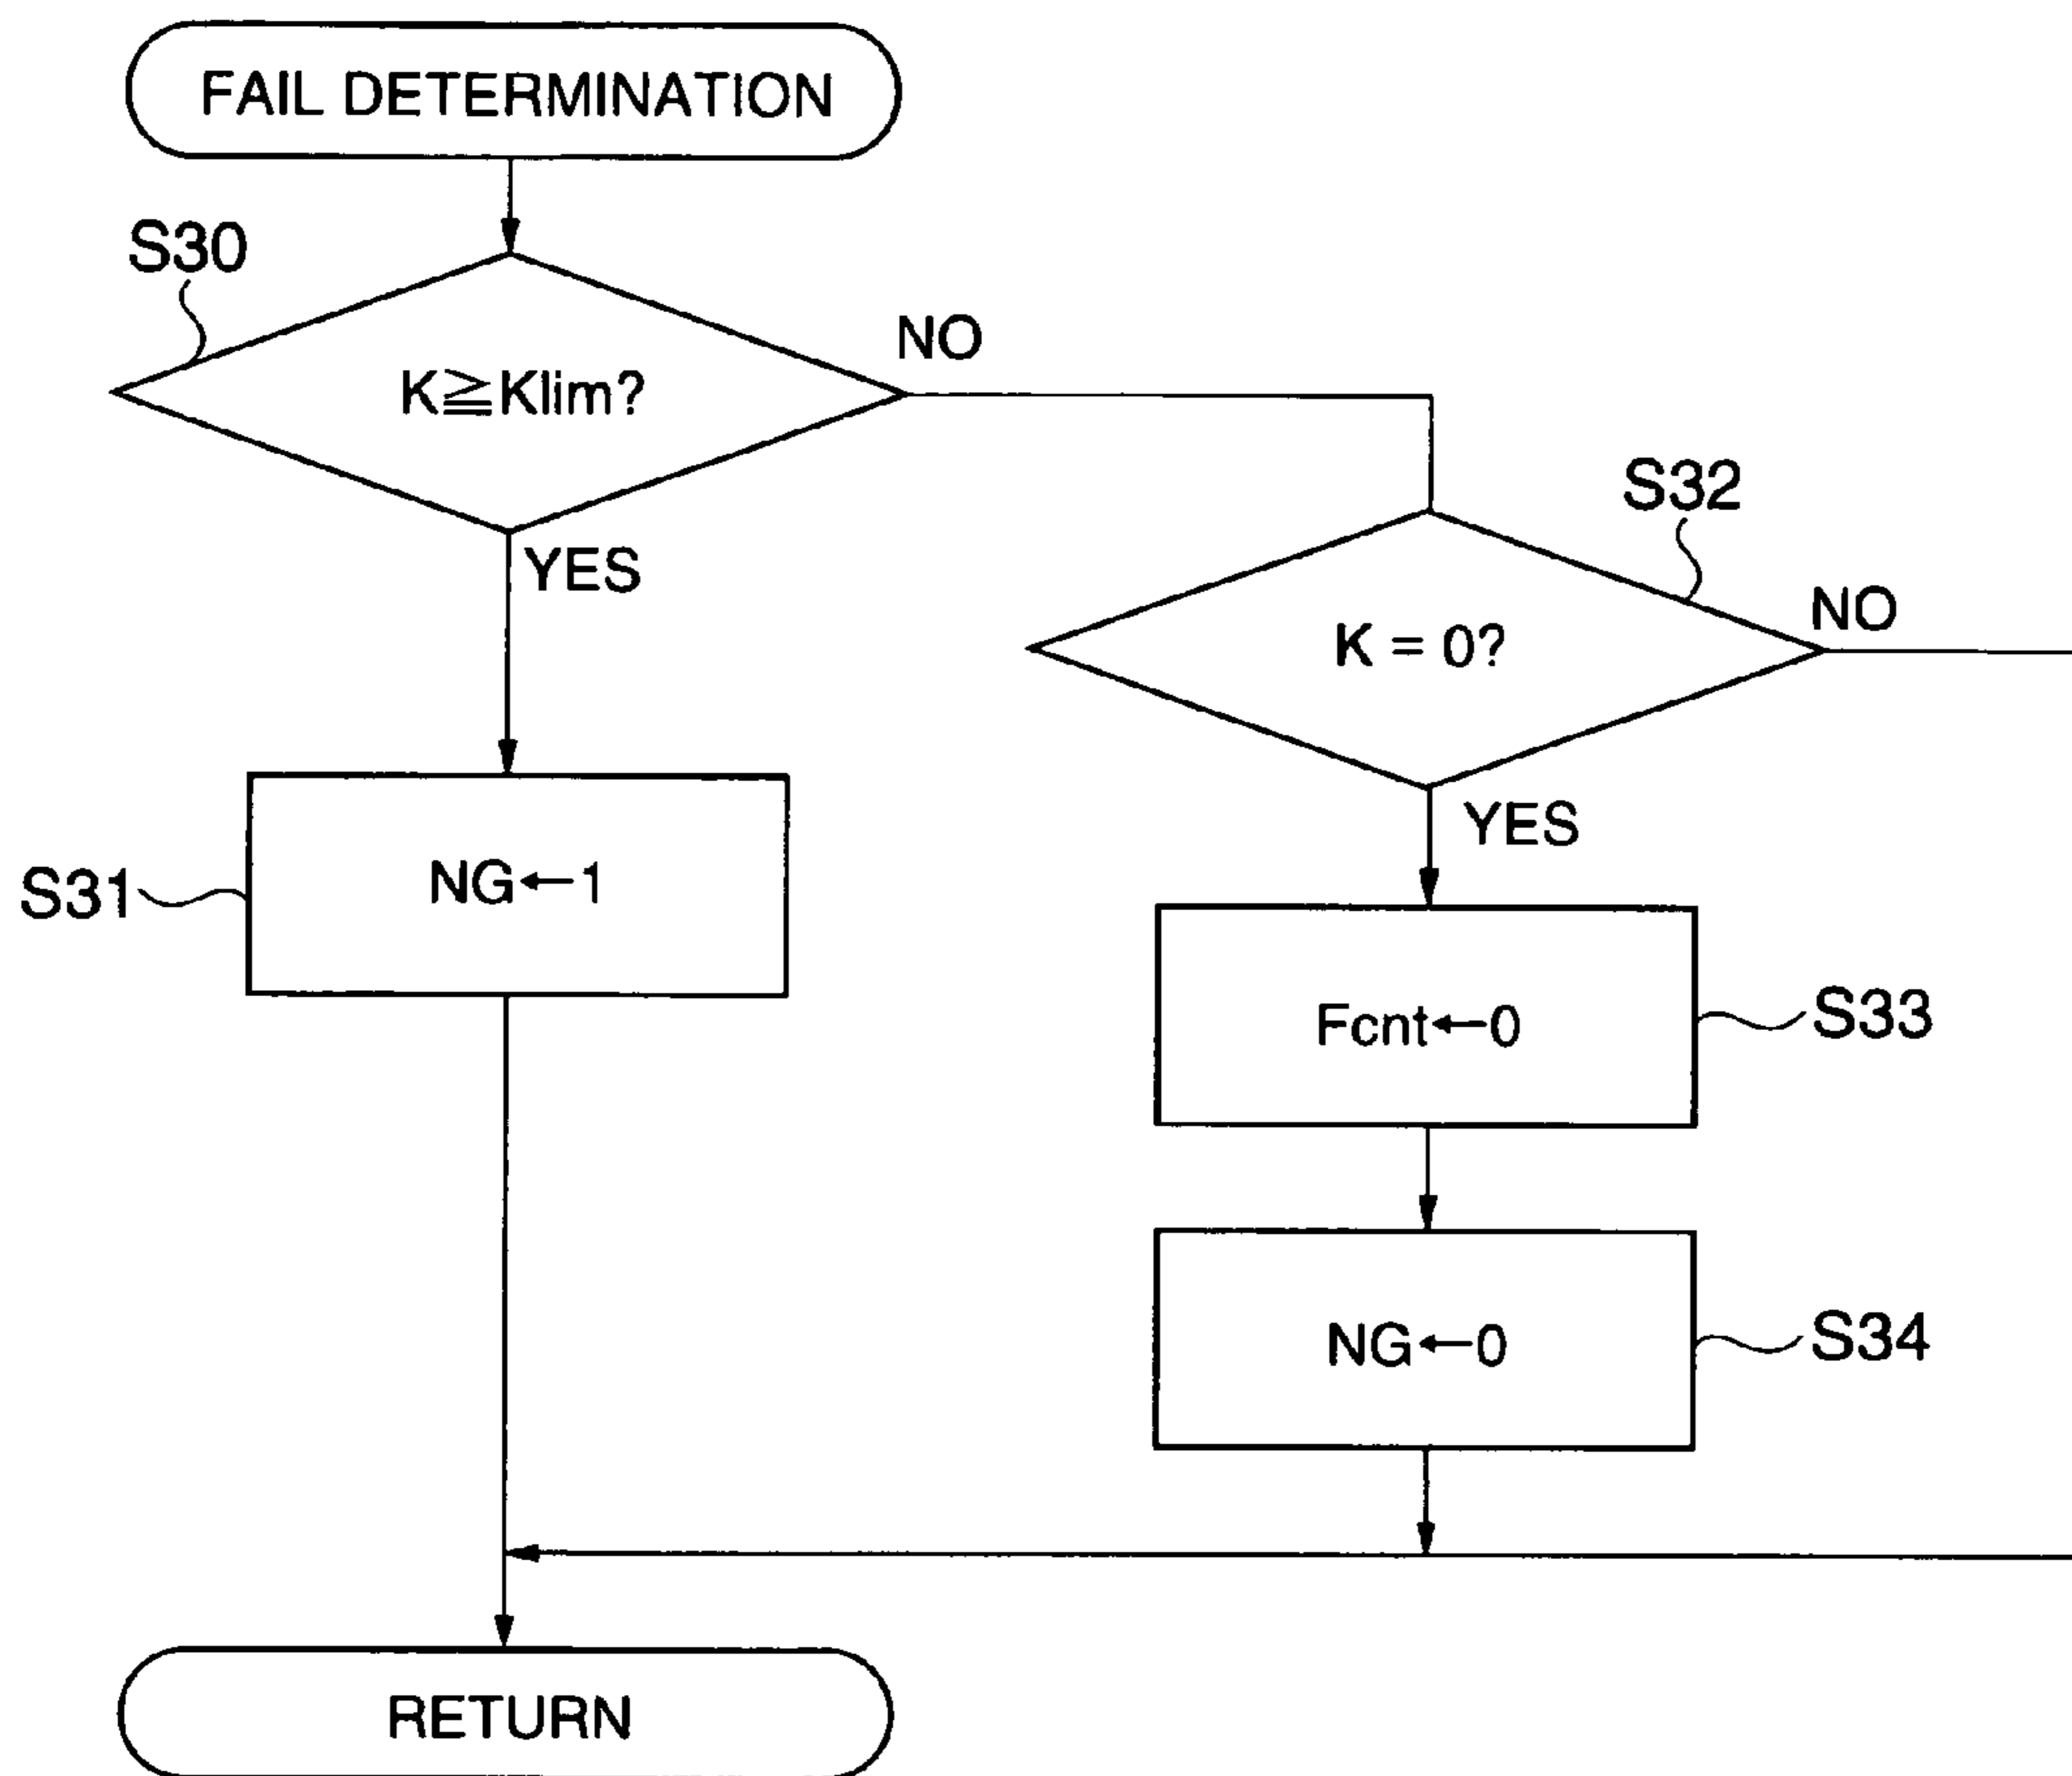 FAIL DETERMINATION
S30
K≧Klim?
NO
YES
S32
K = 0?
NO
YES
S31
NG←1
Fcnt←0
S33
NG←0
S34
RETURN